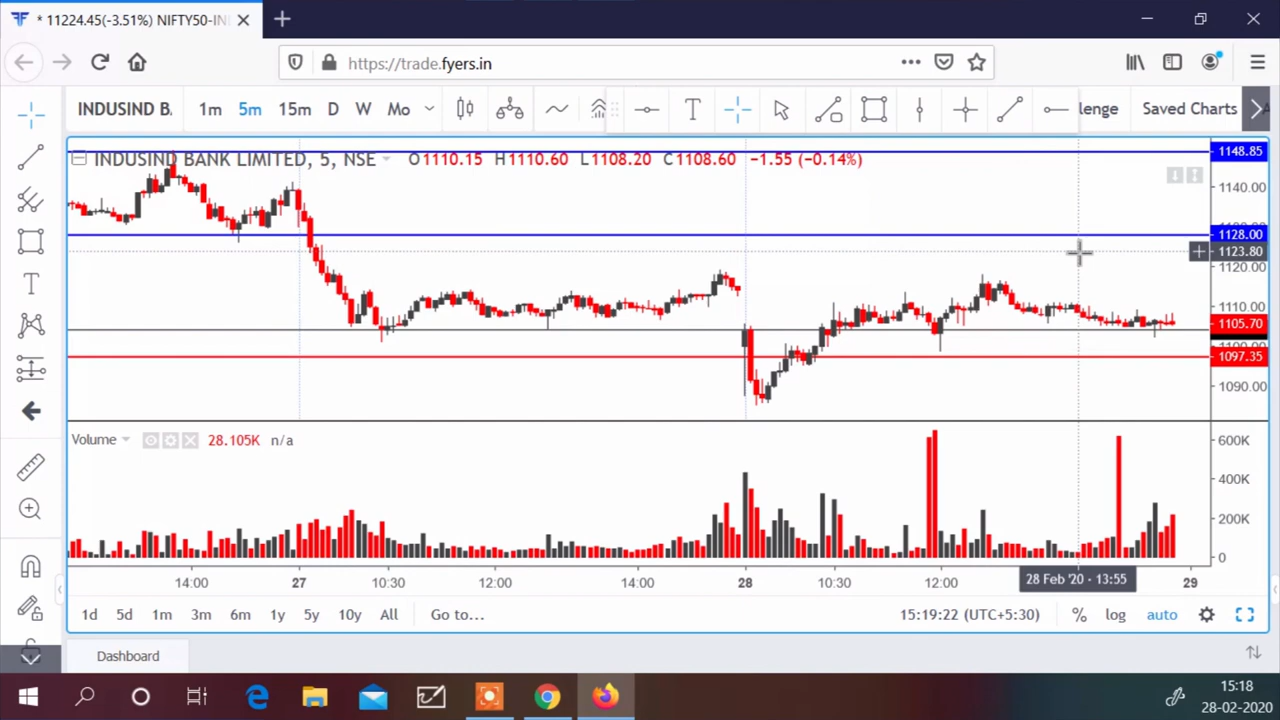 * 11224.45(-3.51%) NIFTY50-IN
https://trade.fyers.in
INDUSIND BA 1m 5m 15m D W Mo lenge Saved Charts
INDUSIND BANK LIMITED, 5, NSE O1110.15 H1110.60 L1108.20 C1108.60 −1.55 (−0.14%)
1148.85
1140.00
1128.00
1123.80
1120.00
1110.00
1105.70
1097.35
1090.00
Volume 28.105K n/a
600K
400K
200K
0
14:00 27 10:30 12:00 14:00 28 10:30 12:00 28 Feb '20 - 13:55 29
1d 5d 1m 3m 6m 1y 5y 10y All Go to... 15:19:22 (UTC+5:30) % log auto
Dashboard
15:18
28-02-2020